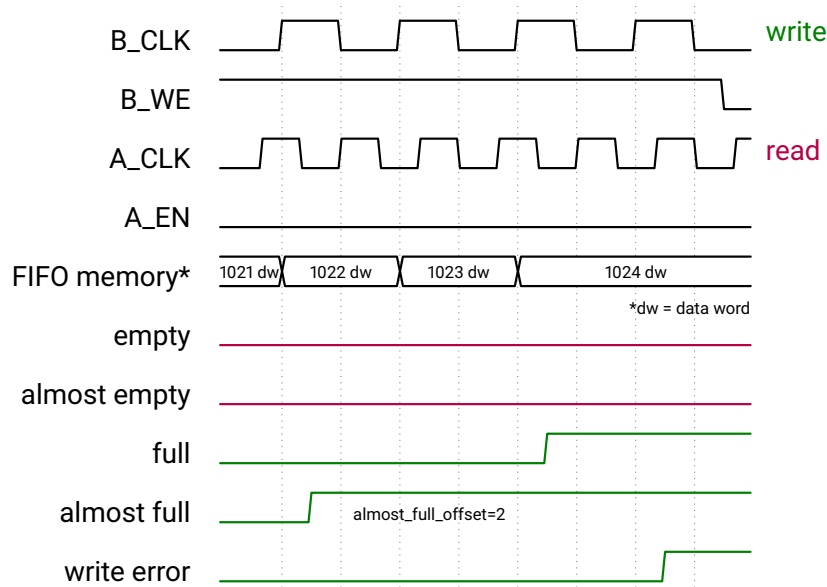 B_CLK
write
B_WE
A_CLK
read
A_EN
FIFO memory*
1021 dw
1022 dw
1023 dw
1024 dw
*dw = data word
empty
almost empty
full
almost full
almost_full_offset=2
write error